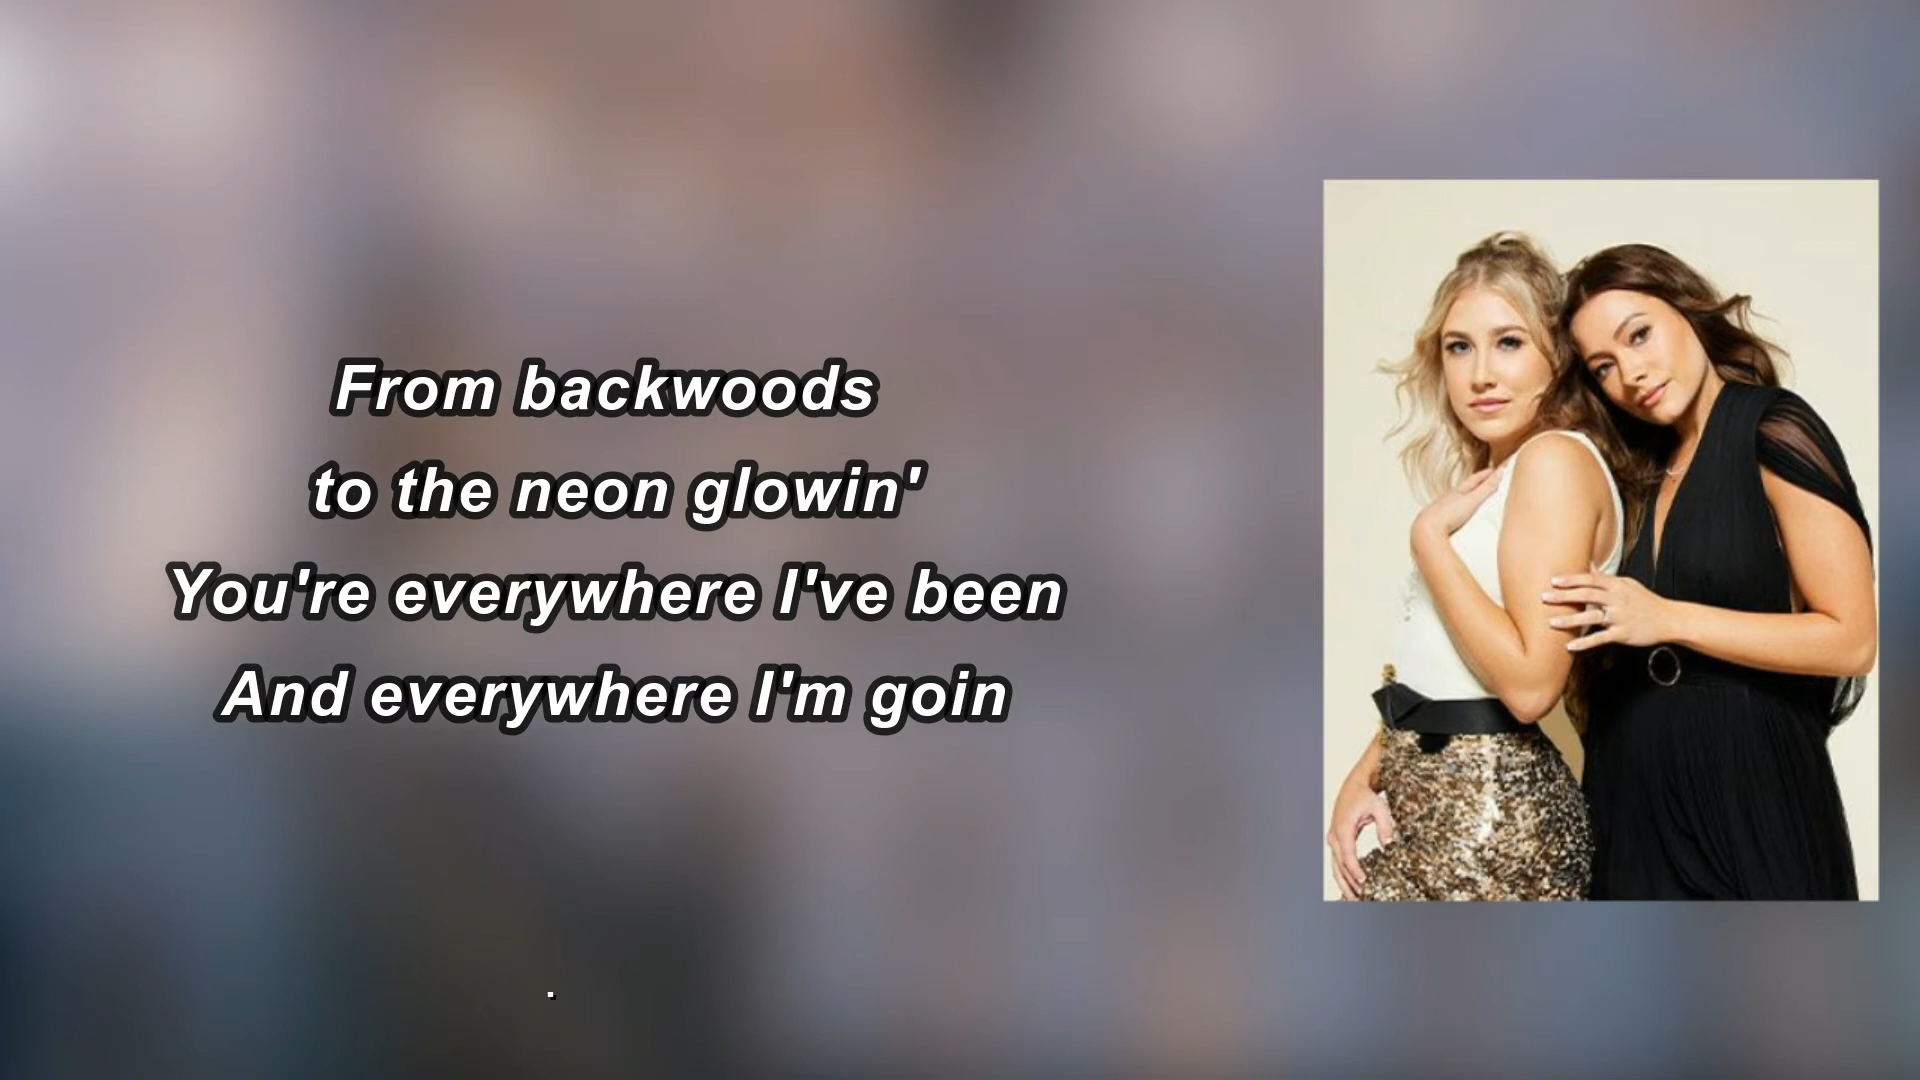 From backwoods
to the neon glowin'
You're everywhere I've been
And everywhere I'm goin
.